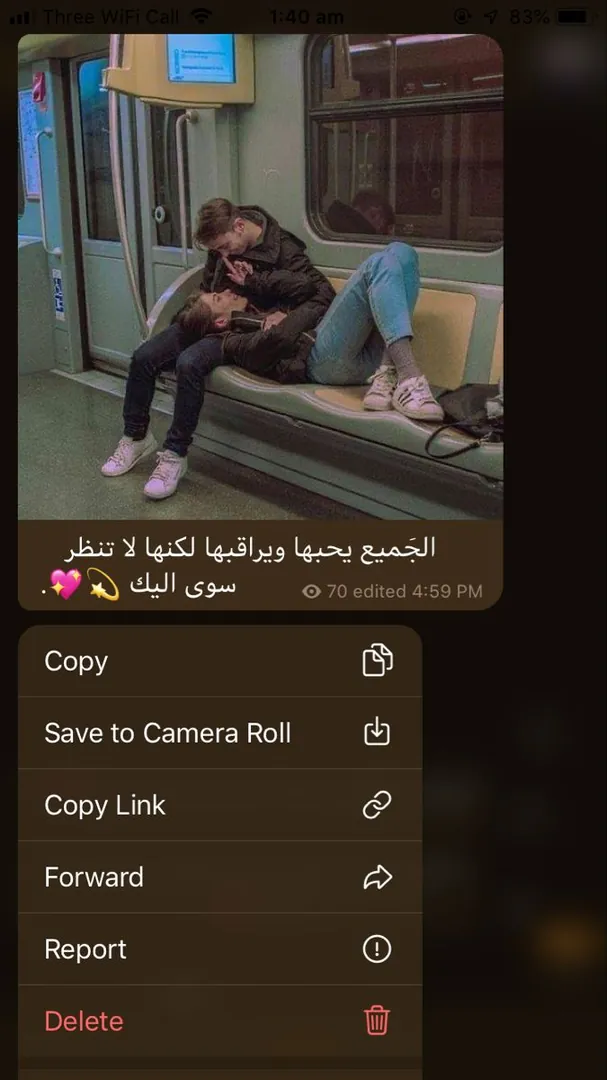 Three WiFi Call 1:40 am 83%
الجَميع يحبها ويراقبها لكنها لا تنظر
سوى اليك 💫💖.
70 edited 4:59 PM
Copy
Save to Camera Roll
Copy Link
Forward
Report
Delete